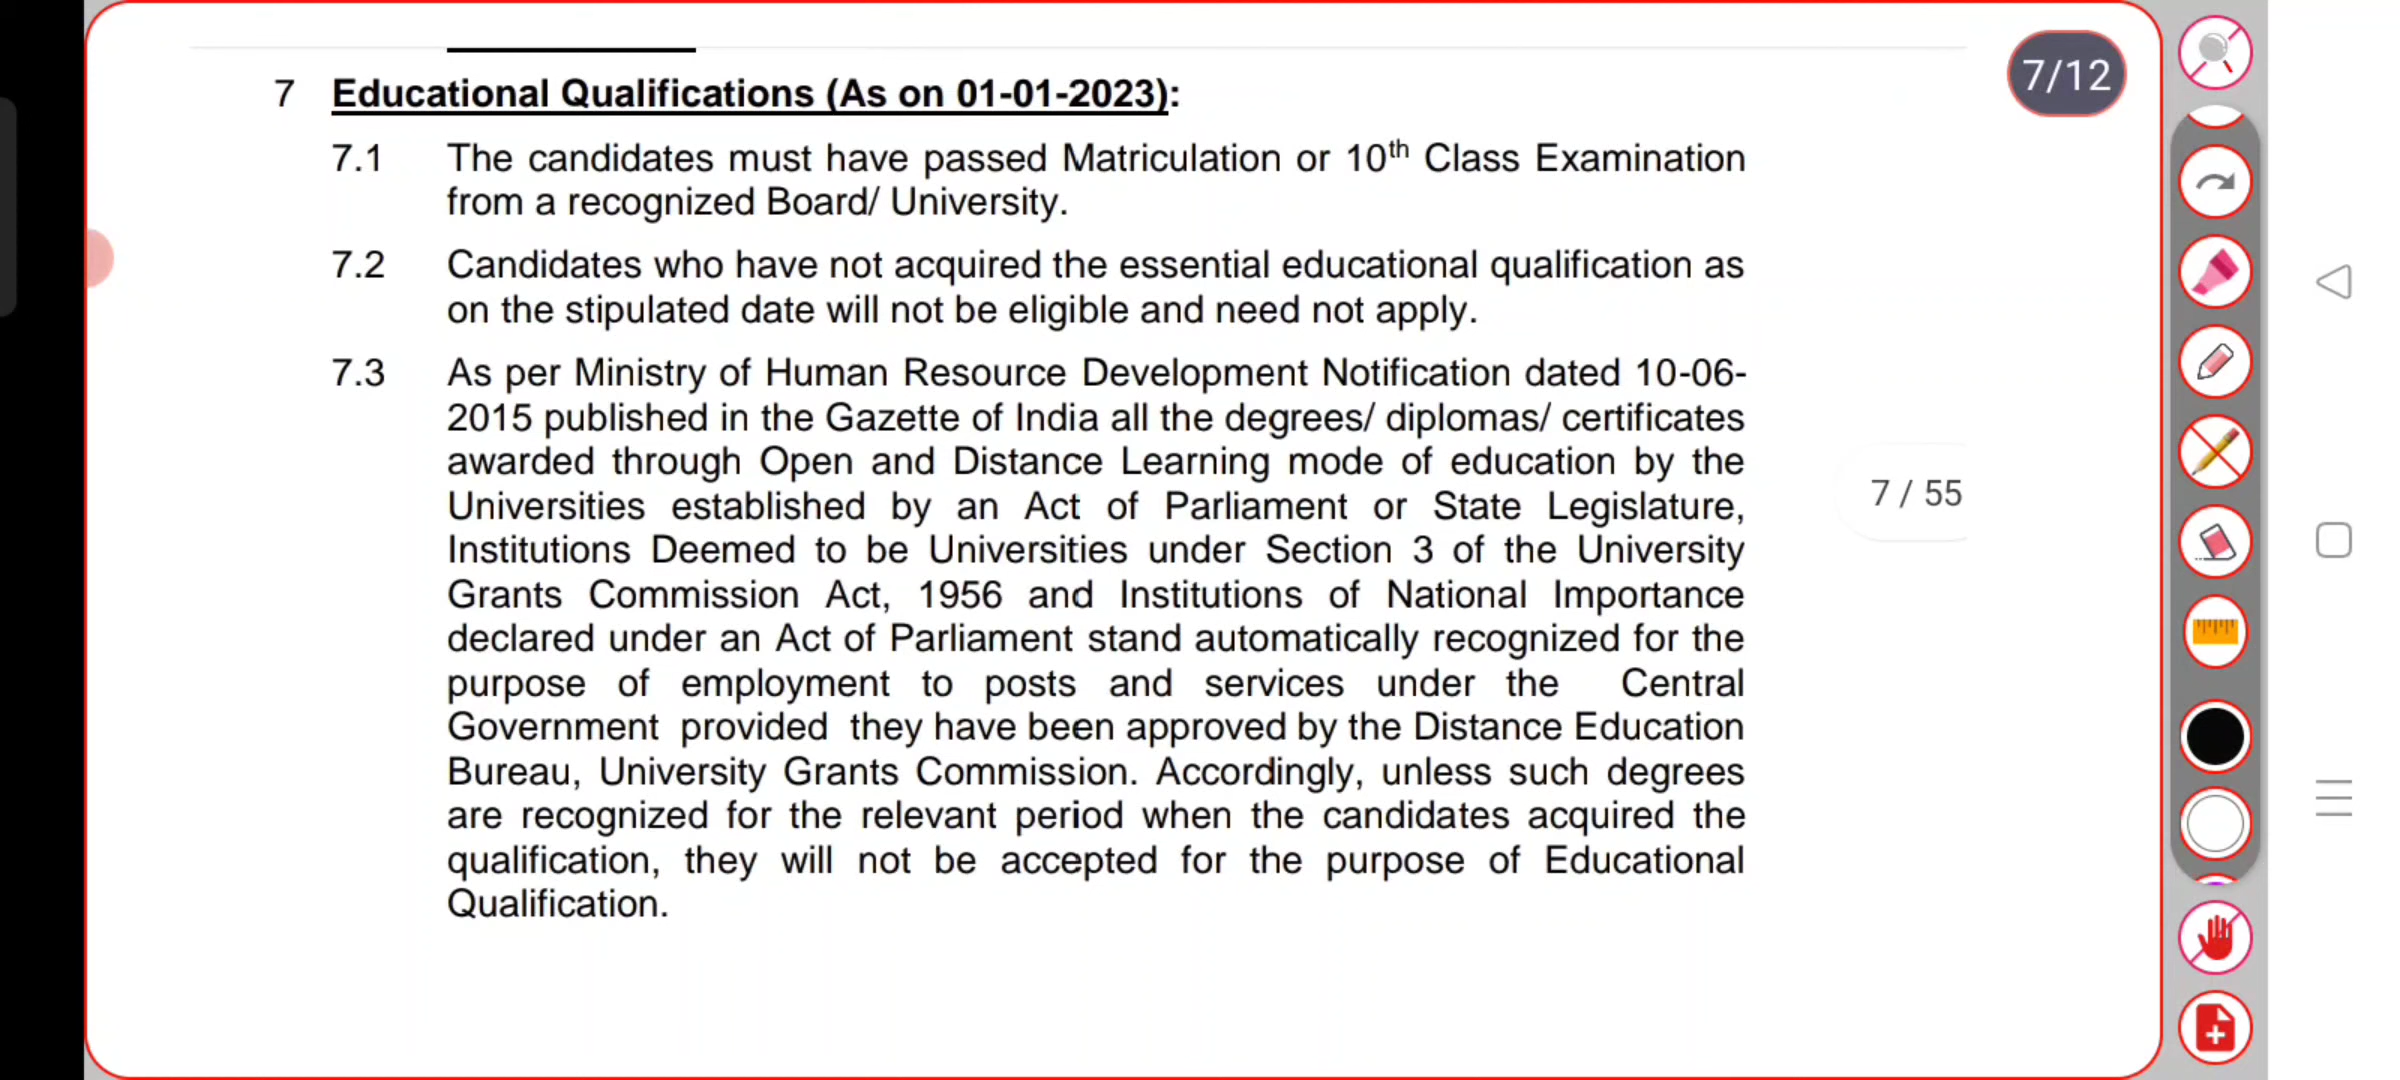 7/12
7 Educational Qualifications (As on 01-01-2023):
7.1 The candidates must have passed Matriculation or 10th Class Examination
from a recognized Board/ University.
7.2 Candidates who have not acquired the essential educational qualification as
on the stipulated date will not be eligible and need not apply.
7.3 As per Ministry of Human Resource Development Notification dated 10-06-
2015 published in the Gazette of India all the degrees/ diplomas/ certificates
awarded through Open and Distance Learning mode of education by the
Universities established by an Act of Parliament or State Legislature,
7 / 55
Institutions Deemed to be Universities under Section 3 of the University
Grants Commission Act, 1956 and Institutions of National Importance
declared under an Act of Parliament stand automatically recognized for the
purpose of employment to posts and services under the Central
Government provided they have been approved by the Distance Education
Bureau, University Grants Commission. Accordingly, unless such degrees
are recognized for the relevant period when the candidates acquired the
qualification, they will not be accepted for the purpose of Educational
Qualification.